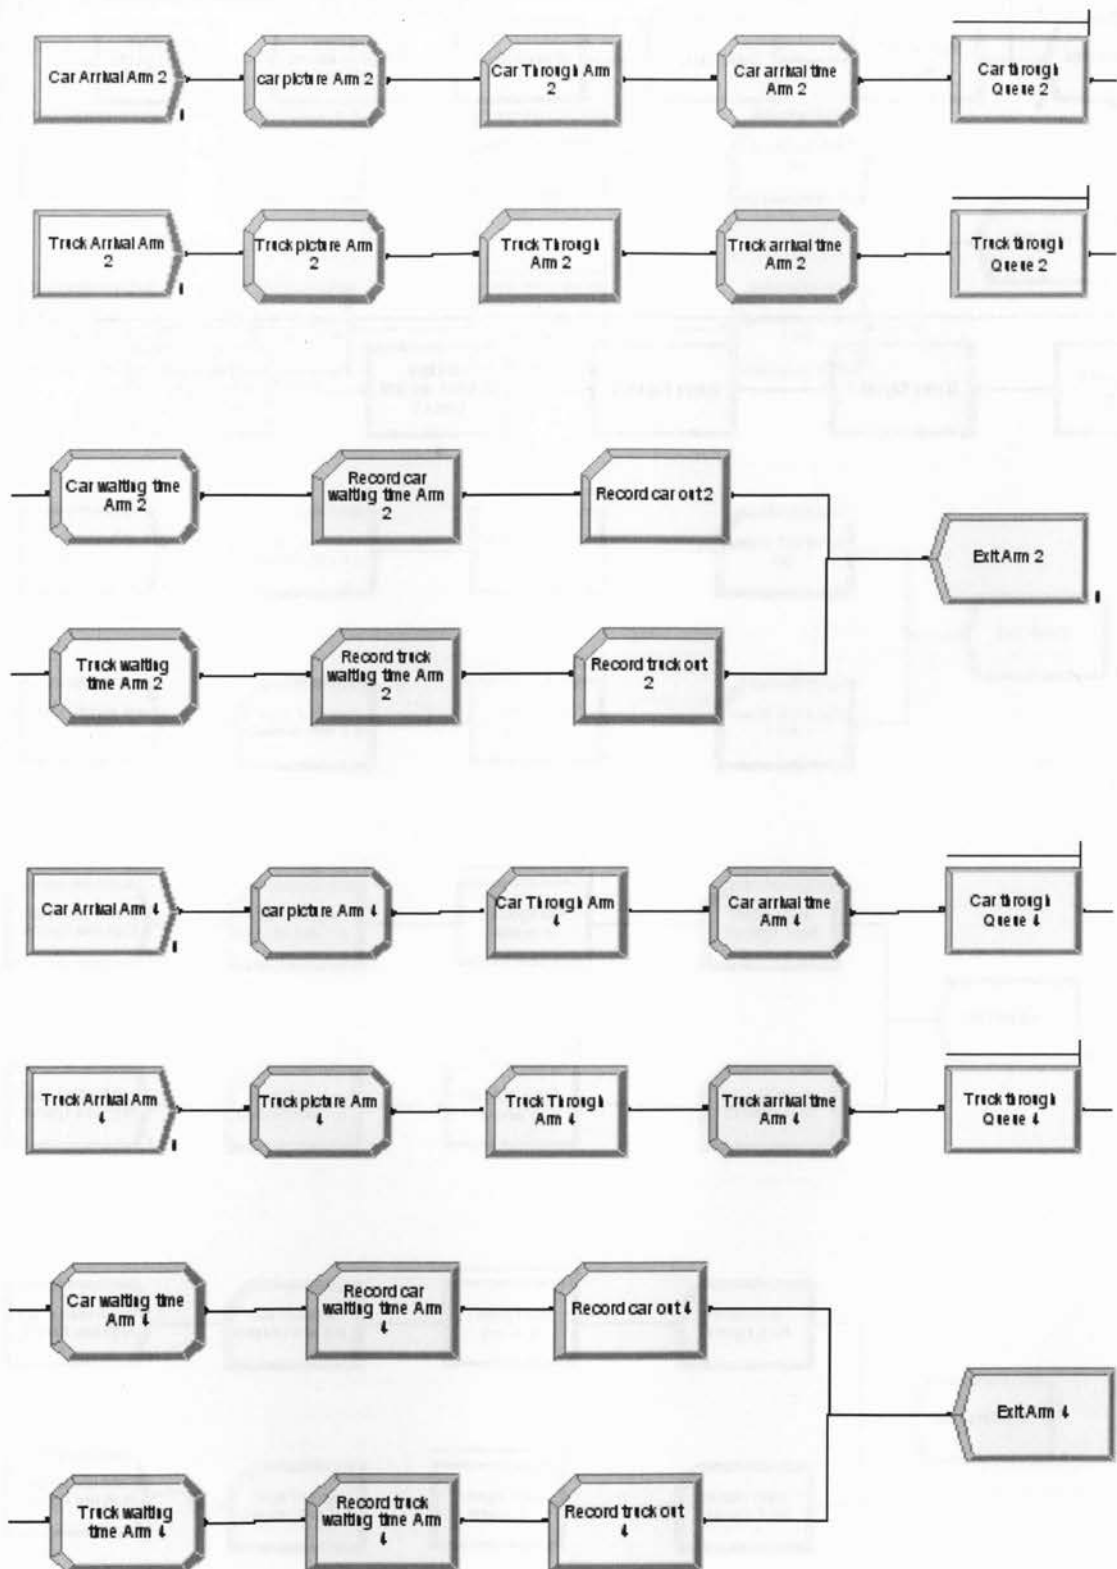 Car Arrival Arm 2
car picture Arm 2
Car Through Arm
2
Car arrival time
Arm 2
Car through
Queue 2
Truck Arrival Arm
2
Truck picture Arm
2
Truck Through
Arm 2
Truck arrival time
Arm 2
Truck through
Queue 2
Car waiting time
Arm 2
Record car
waiting time Arm
2
Record car out 2
Exit Arm 2
Truck waiting
time Arm 2
Record truck
waiting time Arm
2
Record truck out
2
Car Arrival Arm 4
car picture Arm 4
Car Through Arm
4
Car arrival time
Arm 4
Car through
Queue 4
Truck Arrival Arm
4
Truck picture Arm
4
Truck Through
Arm 4
Truck arrival time
Arm 4
Truck through
Queue 4
Car waiting time
Arm 4
Record car
waiting time Arm
4
Record car out 4
Exit Arm 4
Truck waiting
time Arm 4
Record truck
waiting time Arm
4
Record truck out
4